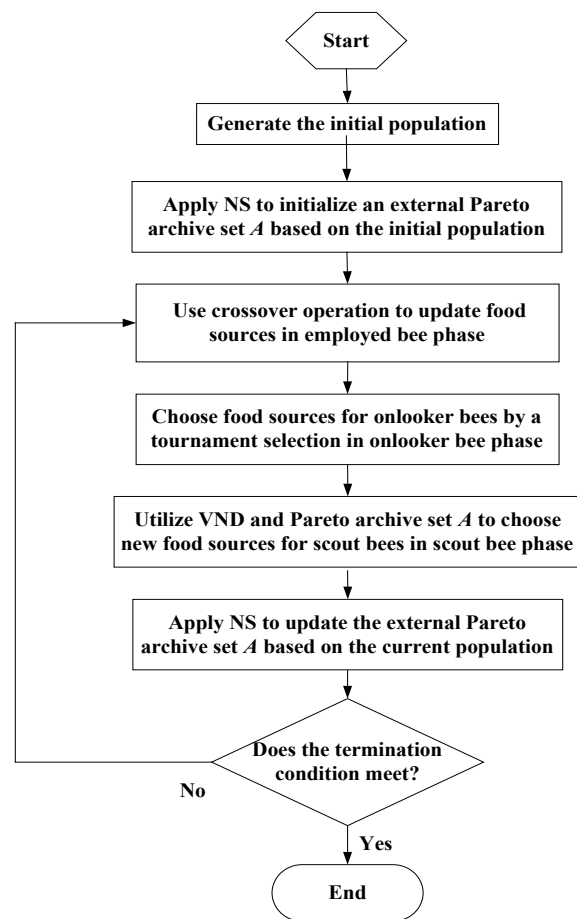 Start
Generate the initial population
Apply NS to initialize an external Pareto
archive set A based on the initial population
Use crossover operation to update food
sources in employed bee phase
Choose food sources for onlooker bees by a
tournament selection in onlooker bee phase
Utilize VND and Pareto archive set A to choose
new food sources for scout bees in scout bee phase
Apply NS to update the external Pareto
archive set A based on the current population
Does the termination
condition meet?
No
Yes
End